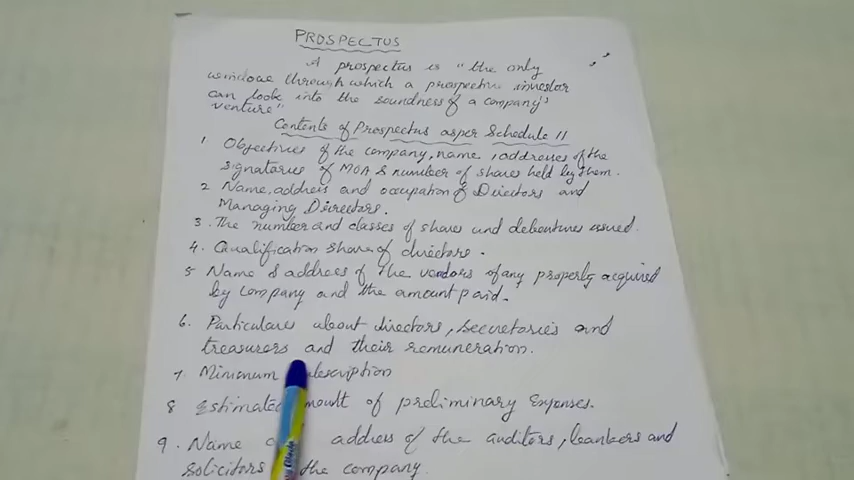 PROSPECTUS
A prospectus is "the only
window through which a prospective investor
can look into the soundness of a company's
venture"
Contents of Prospectus as per Schedule II
1 Objectives of the company, name, addresses of the
signatories of MOA & number of shares held by them.
2 Name, address and occupation of Directors and
Managing Directors.
3. The number and classes of shares and debentures issued.
4. Qualification share of directors.
5 Name & address of the vendors of any property acquired
by company and the amount paid.
6. Particulars about directors, secretaries and
treasurers and their remuneration.
7 Minimum
8 Estimated of preliminary Expenses.
9. Name address of the auditors, bankers and
solicitors the company.